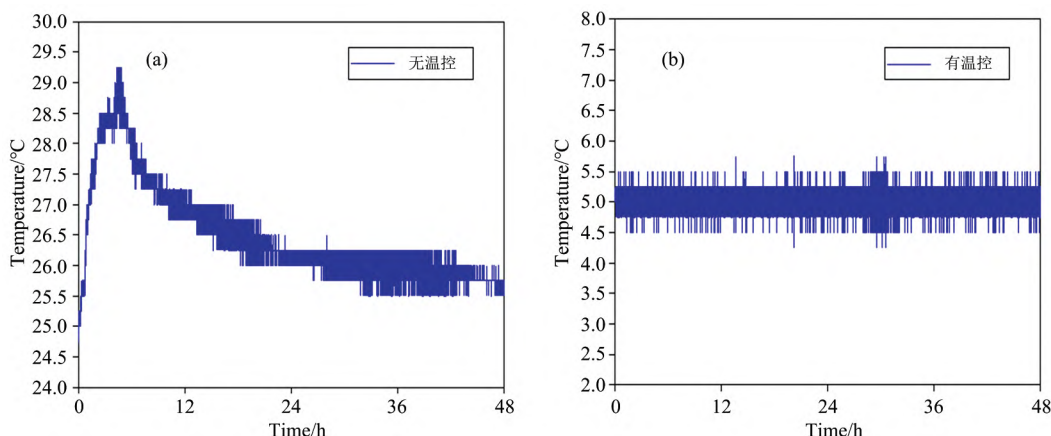 (a)
无温控
Temperature/°C
30.0
29.5
29.0
28.5
28.0
27.5
27.0
26.5
26.0
25.5
25.0
24.5
24.0
0 12 24 36 48
Time/h
(b)
有温控
Temperature/°C
8.0
7.5
7.0
6.5
6.0
5.5
5.0
4.5
4.0
3.5
3.0
2.5
2.0
0 12 24 36 48
Time/h